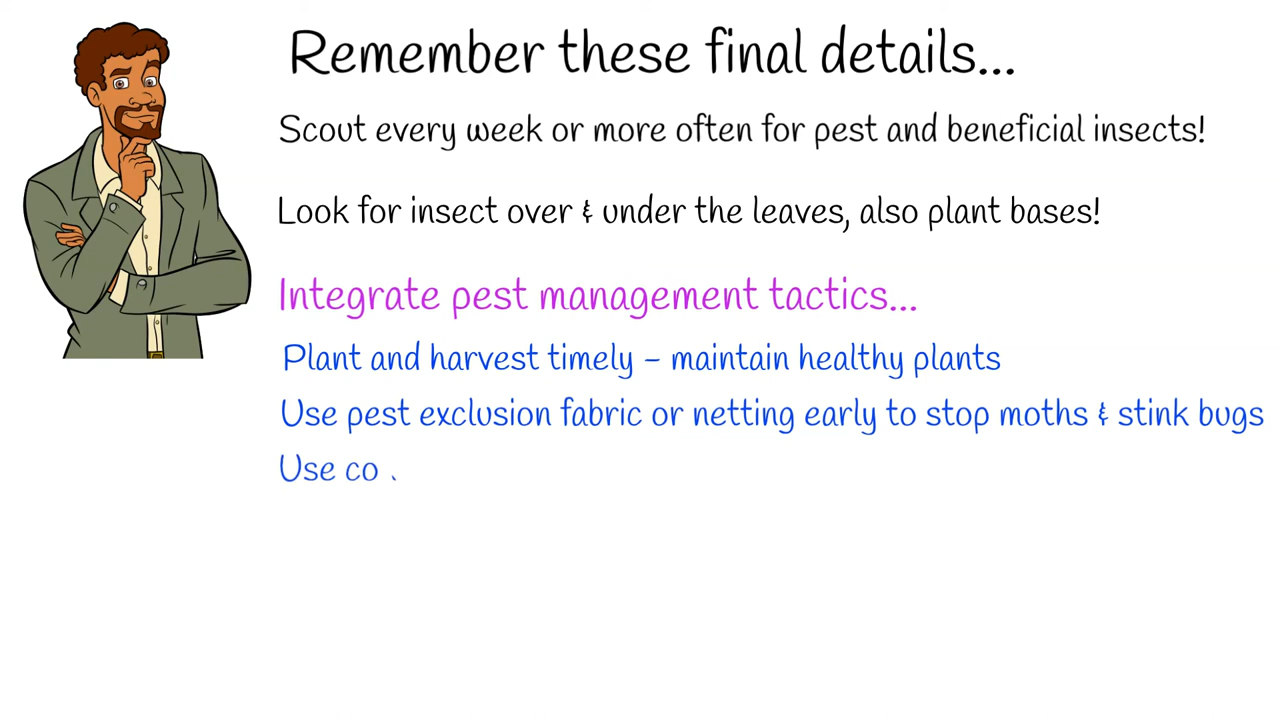 Remember these final details...
Scout every week or more often for pest and beneficial insects!
Look for insect over & under the leaves, also plant bases!
Integrate pest management tactics...
Plant and harvest timely – maintain healthy plants
Use pest exclusion fabric or netting early to stop moths & stink bugs
Use co